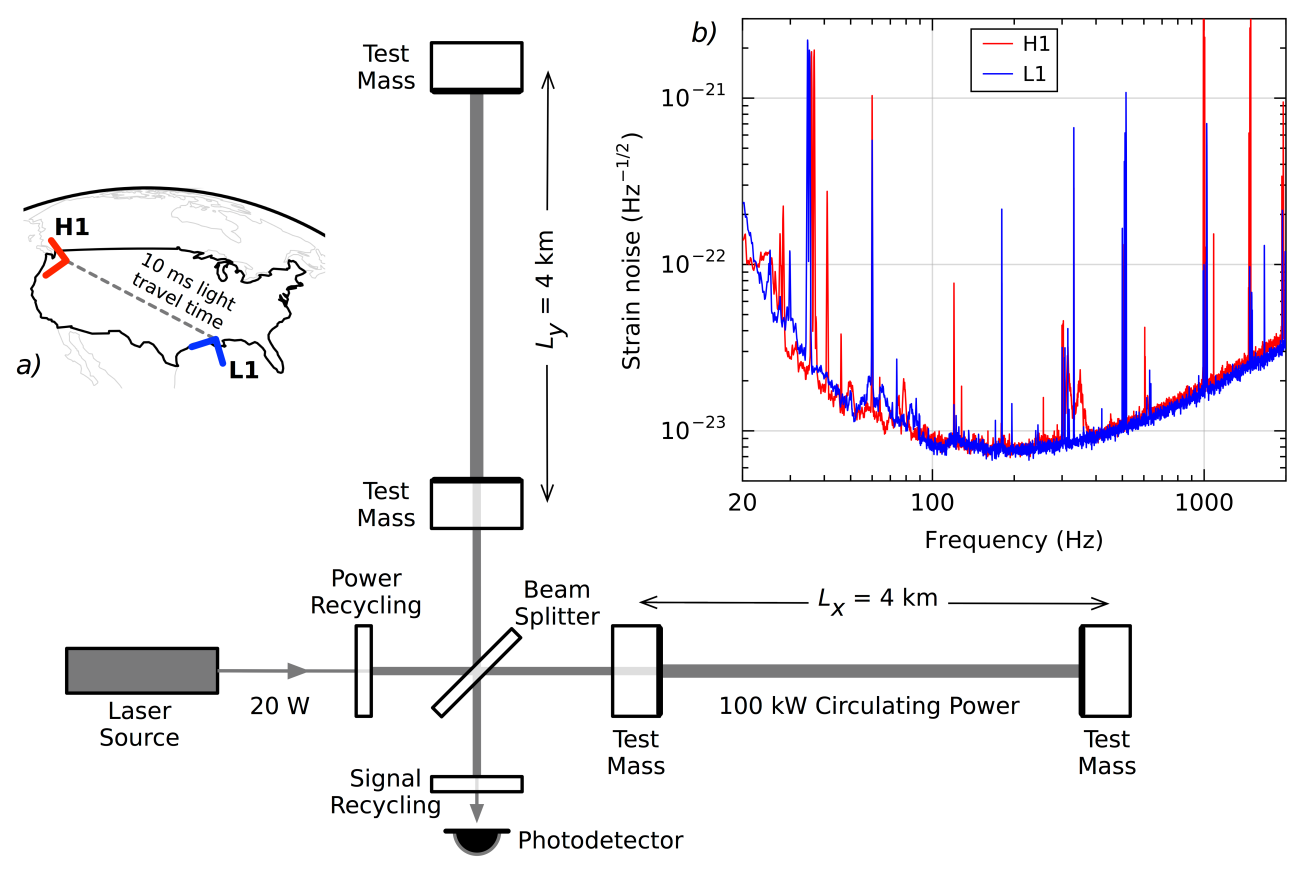 a)
H1
10 ms light
travel time
L1
Test
Mass
L_y = 4 km
Test
Mass
Power
Recycling
Beam
Splitter
L_x = 4 km
Laser
Source
20 W
100 kW Circulating Power
Test
Mass
Test
Mass
Signal
Recycling
Photodetector
b)
H1
L1
Strain noise (Hz^{-1/2})
10^{-21}
10^{-22}
10^{-23}
20
100
1000
Frequency (Hz)